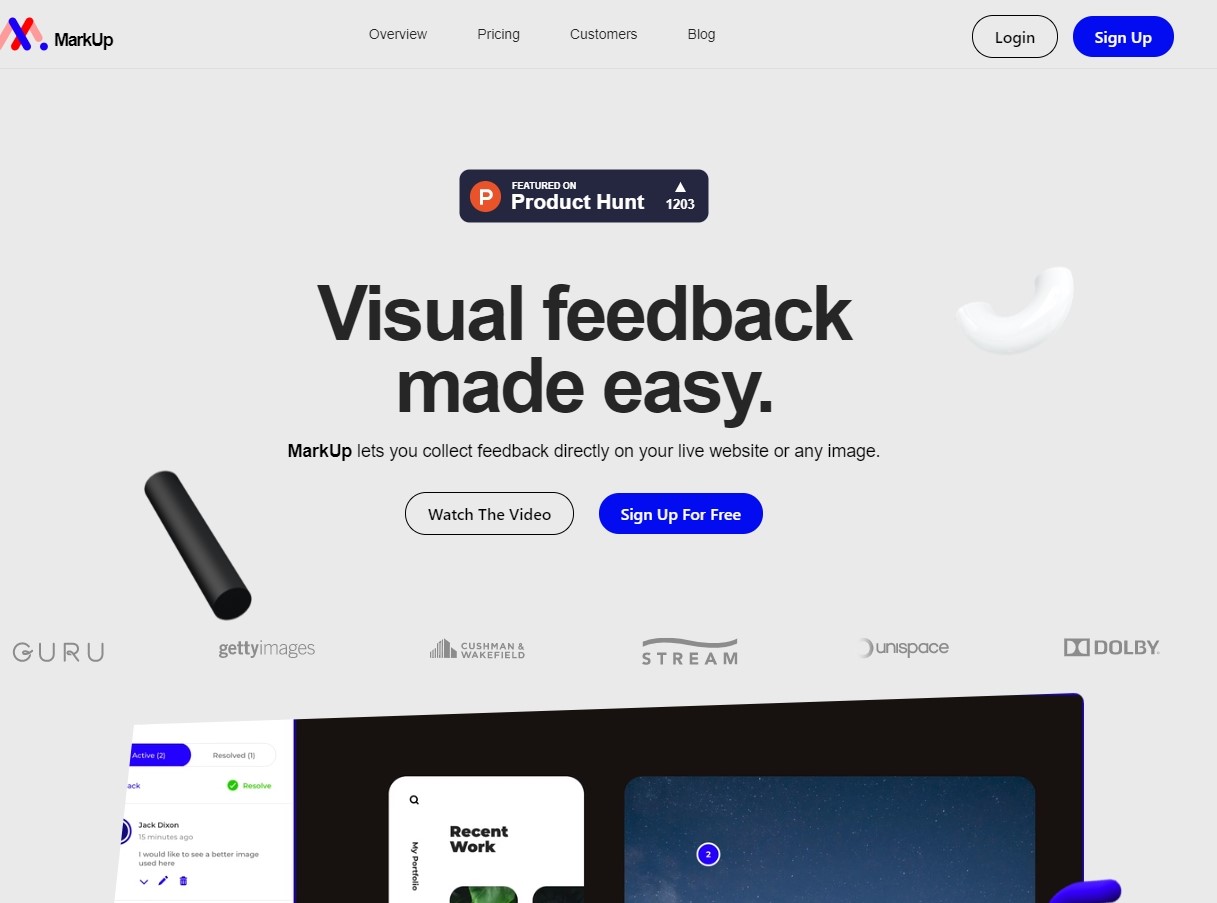 MarkUp
Overview
Pricing
Customers
Blog
Login
Sign Up
P
FEATURED ON
Product Hunt
▲
1203
Visual feedback
made easy.
MarkUp lets you collect feedback directly on your live website or any image.
Watch The Video
Sign Up For Free
GURU
gettyimages
CUSHMAN &
WAKEFIELD
STREAM
unispace
DOLBY.
Active (2)
Resolved (1)
ack
Resolve
Jack Dixon
15 minutes ago
I would like to see a better image
used here
My Portfolio
Recent
Work
2